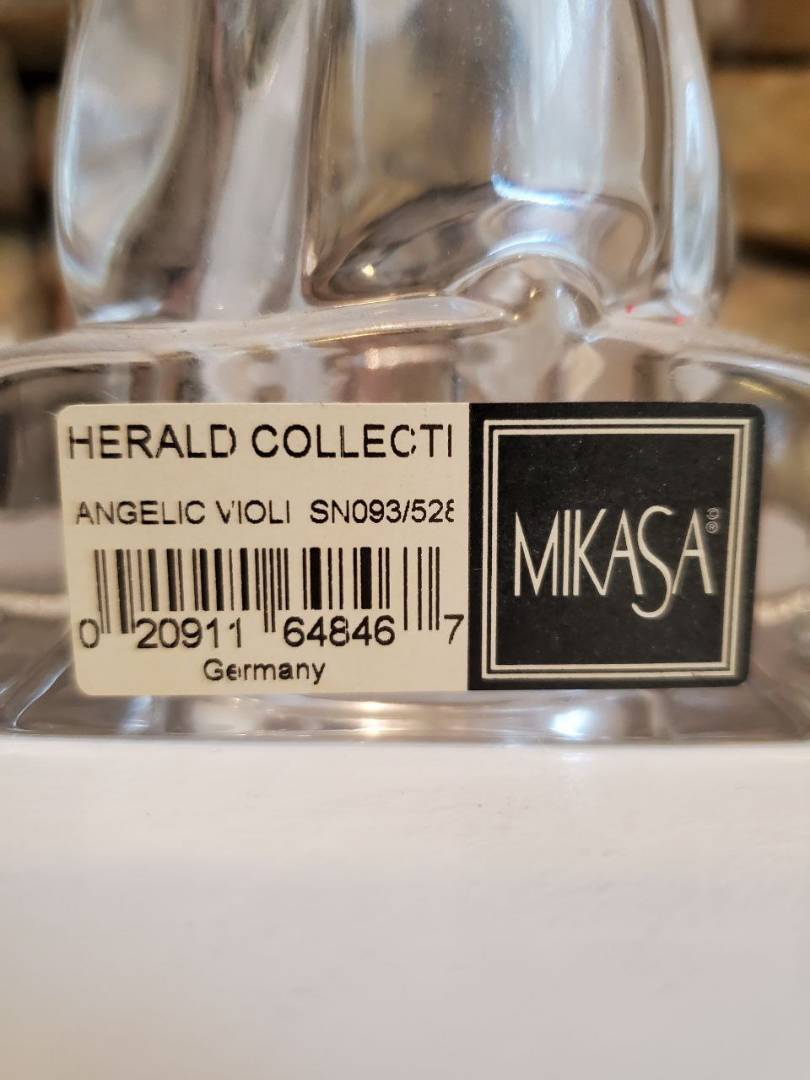 HERALD COLLECTI
ANGELIC VIOLI SN093/528
0 20911 64846 7
Germany
MIKASA®©